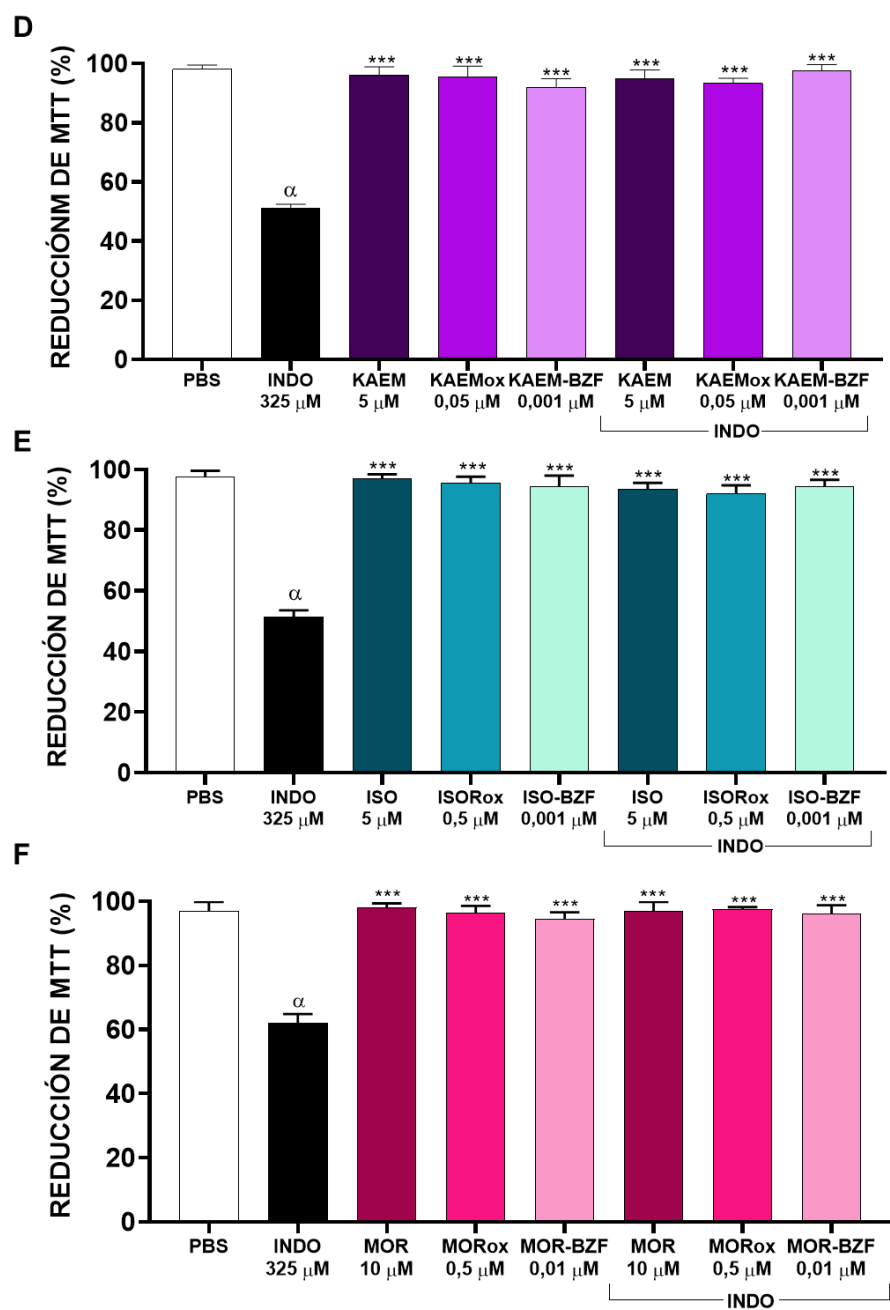 D
REDUCCIÓNM DE MTT (%)
100
80
60
40
20
0
α
*** *** *** *** *** ***
PBS INDO KAEM KAEMox KAEM-BZF KAEM KAEMox KAEM-BZF
325 μM 5 μM 0,05 μM 0,001 μM 5 μM 0,05 μM 0,001 μM
INDO
E
REDUCCIÓN DE MTT (%)
100
80
60
40
20
0
α
*** *** *** *** *** ***
PBS INDO ISO ISORox ISO-BZF ISO ISORox ISO-BZF
325 μM 5 μM 0,5 μM 0,001 μM 5 μM 0,5 μM 0,001 μM
INDO
F
REDUCCIÓN DE MTT (%)
100
80
60
40
20
0
α
*** *** *** *** *** ***
PBS INDO MOR MORox MOR-BZF MOR MORox MOR-BZF
325 μM 10 μM 0,5 μM 0,01 μM 10 μM 0,5 μM 0,01 μM
INDO